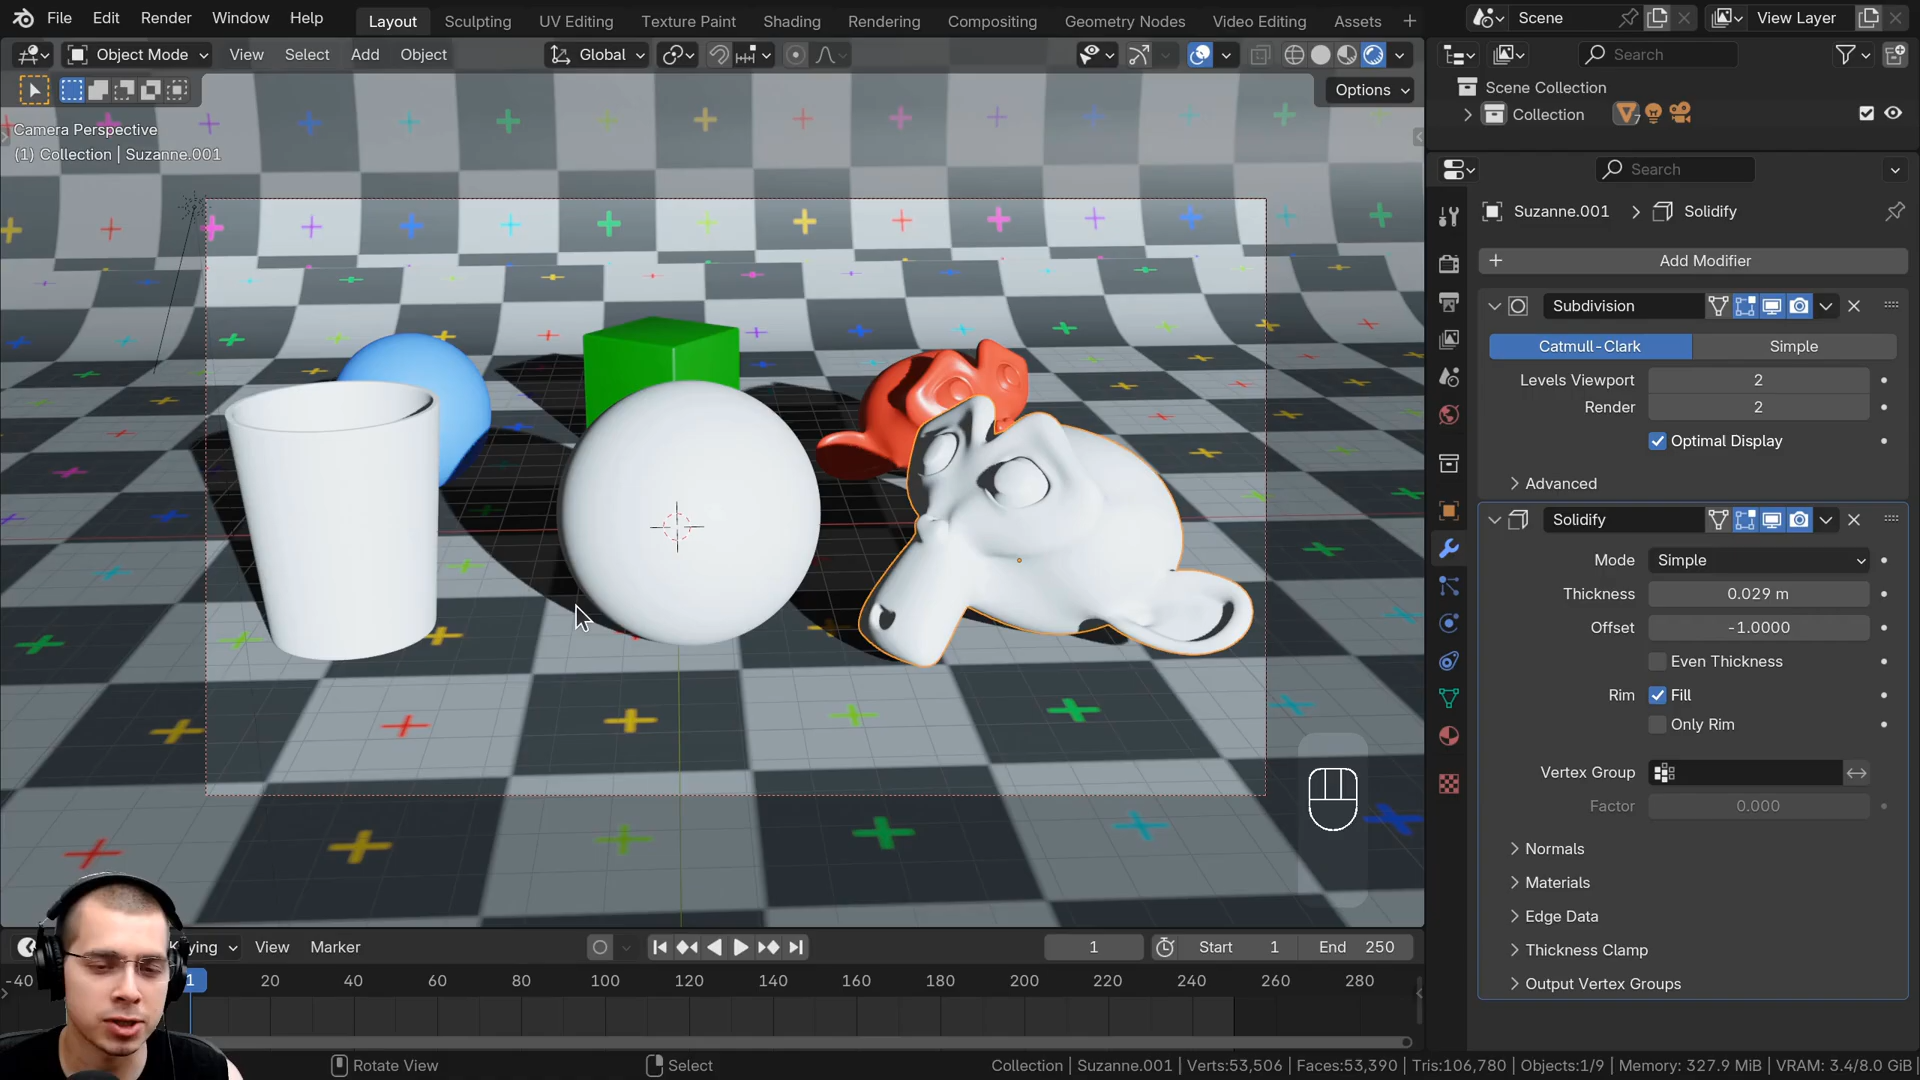 File Edit Render Window Help Layout Sculpting UV Editing Texture Paint Shading Rendering Compositing Geometry Nodes Video Editing Assets + Scene View Layer
Object Mode View Select Add Object Global Search
Options
Scene Collection
Collection 7
Camera Perspective
(1) Collection | Suzanne.001
Search
Suzanne.001 > Solidify
+ Add Modifier
Subdivision
Catmull-Clark Simple
Levels Viewport 2
Render 2
Optimal Display
Advanced
Solidify
Mode Simple
Thickness 0.029 m
Offset -1.0000
Even Thickness
Rim Fill
Only Rim
Vertex Group
Factor 0.000
Normals
Materials
Edge Data
Thickness Clamp
Output Vertex Groups
View Marker 1 Start 1 End 250
-40 1 20 40 60 80 100 120 140 160 180 200 220 240 260 280
Rotate View Select Collection | Suzanne.001 | Verts:53,506 | Faces:53,390 | Tris:106,780 | Objects:1/9 | Memory: 327.9 MiB | VRAM: 3.4/8.0 GiB